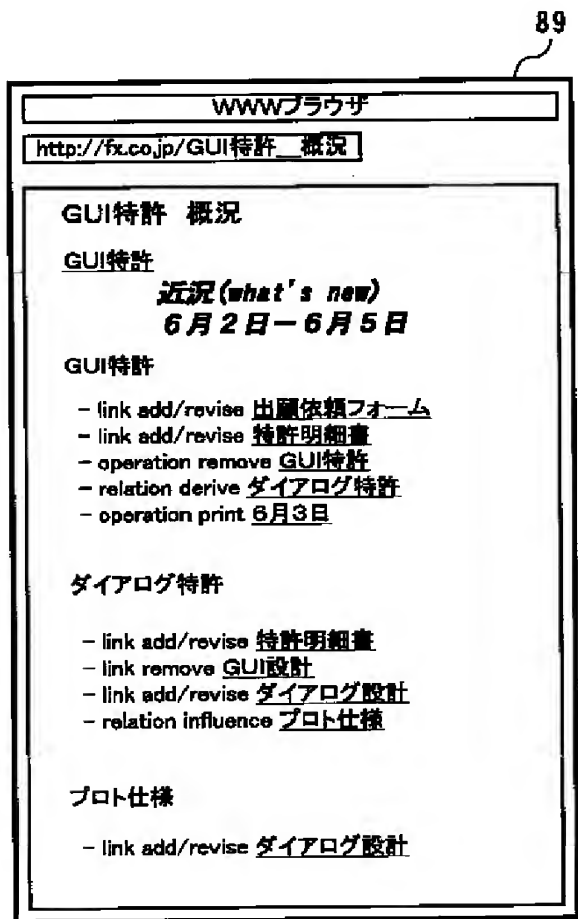 89
WWWブラウザ
http://fx.co.jp/GUI特許__概況
GUI特許 概況
GUI特許
近況(what's new)
6月2日－6月5日
GUI特許
- link add/revise 出願依頼フォーム
- link add/revise 特許明細書
- operation remove GUI特許
- relation derive ダイアログ特許
- operation print 6月3日
ダイアログ特許
- link add/revise 特許明細書
- link remove GUI設計
- link add/revise ダイアログ設計
- relation influence プロト仕様
プロト仕様
- link add/revise ダイアログ設計